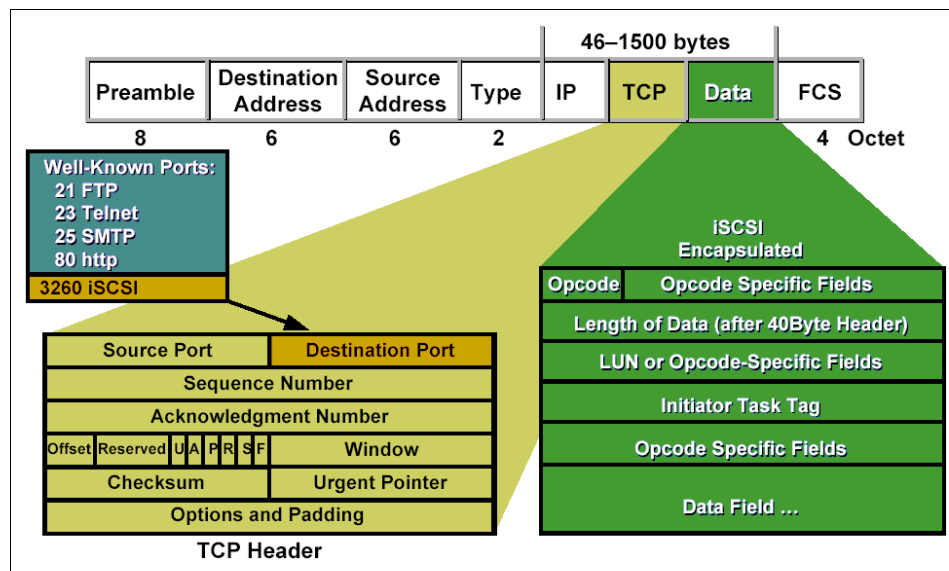 46–1500 bytes
Preamble
Destination
Address
Source
Address
Type
IP
TCP
Data
FCS
8
6
6
2
4 Octet
Well-Known Ports:
21 FTP
23 Telnet
25 SMTP
80 http
3260 iSCSI
iSCSI
Encapsulated
Opcode
Opcode Specific Fields
Length of Data (after 40Byte Header)
LUN or Opcode-Specific Fields
Initiator Task Tag
Opcode Specific Fields
Data Field ...
Source Port
Destination Port
Sequence Number
Acknowledgment Number
Offset
Reserved
U
A
P
R
S
F
Window
Checksum
Urgent Pointer
Options and Padding
TCP Header